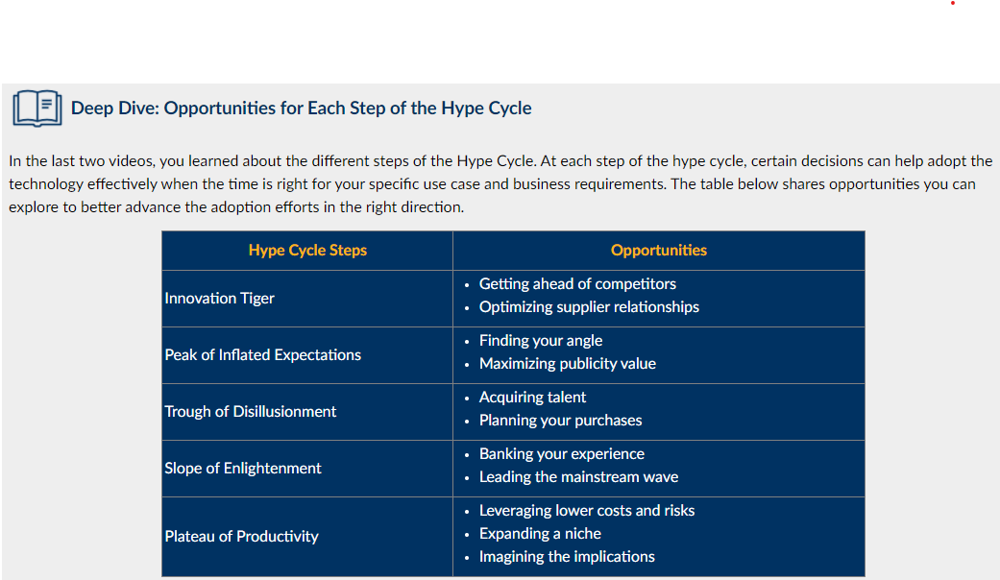 Deep Dive: Opportunities for Each Step of the Hype Cycle
In the last two videos, you learned about the different steps of the Hype Cycle. At each step of the hype cycle, certain decisions can help adopt the
technology effectively when the time is right for your specific use case and business requirements. The table below shares opportunities you can
explore to better advance the adoption efforts in the right direction.
Hype Cycle Steps
Opportunities
Innovation Tiger
• Getting ahead of competitors
• Optimizing supplier relationships
Peak of Inflated Expectations
• Finding your angle
• Maximizing publicity value
Trough of Disillusionment
• Acquiring talent
• Planning your purchases
Slope of Enlightenment
• Banking your experience
• Leading the mainstream wave
Plateau of Productivity
• Leveraging lower costs and risks
• Expanding a niche
• Imagining the implications